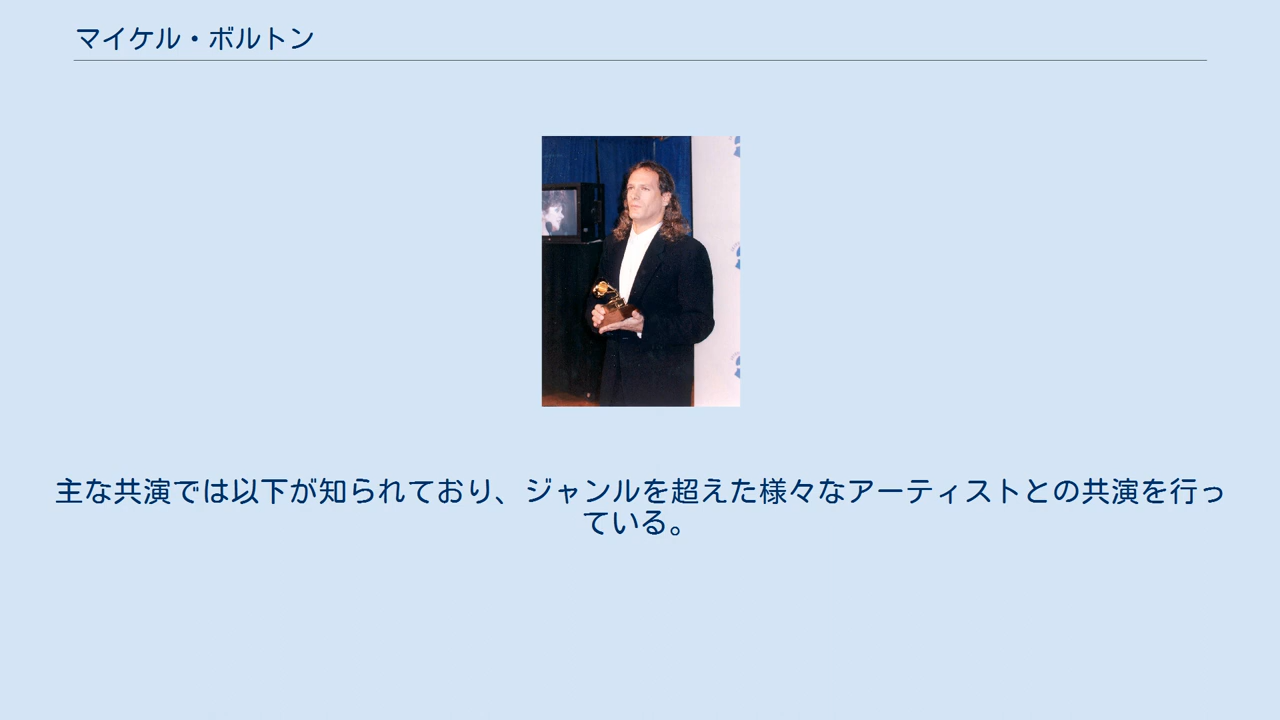 マイケル・ボルトン
主な共演では以下が知られており、ジャンルを超えた様々なアーティストとの共演を行っ
ている。